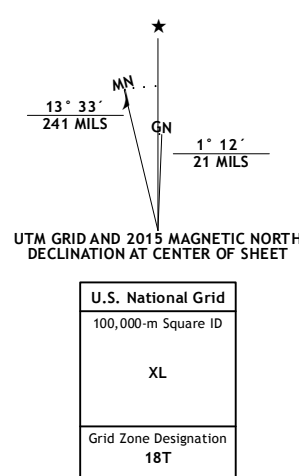 ★
MN
13° 33´
241 MILS
GN
1° 12´
21 MILS
UTM GRID AND 2015 MAGNETIC NORTH
DECLINATION AT CENTER OF SHEET
U.S. National Grid
100,000-m Square ID
XL
Grid Zone Designation
18T